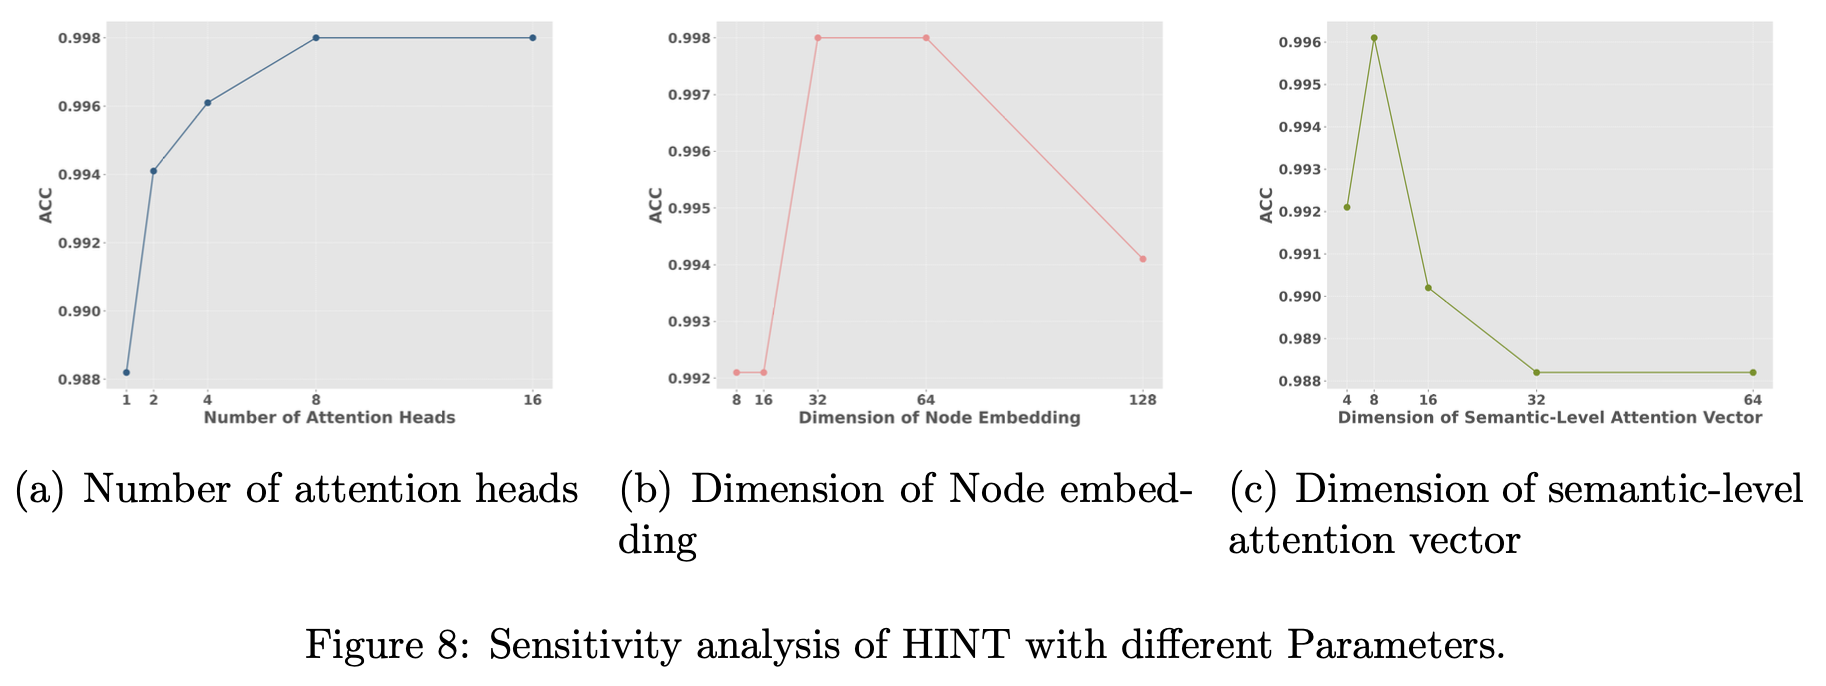 0.998
0.996
0.994
0.992
0.990
0.988
ACC
1 2 4 8 16
Number of Attention Heads
0.998
0.997
0.996
0.995
0.994
0.993
0.992
ACC
8 16 32 64 128
Dimension of Node Embedding
0.996
0.995
0.994
0.993
0.992
0.991
0.990
0.989
0.988
ACC
4 8 16 32 64
Dimension of Semantic-Level Attention Vector
(a) Number of attention heads
(b) Dimension of Node embed-
ding
(c) Dimension of semantic-level
attention vector
Figure 8: Sensitivity analysis of HINT with different Parameters.